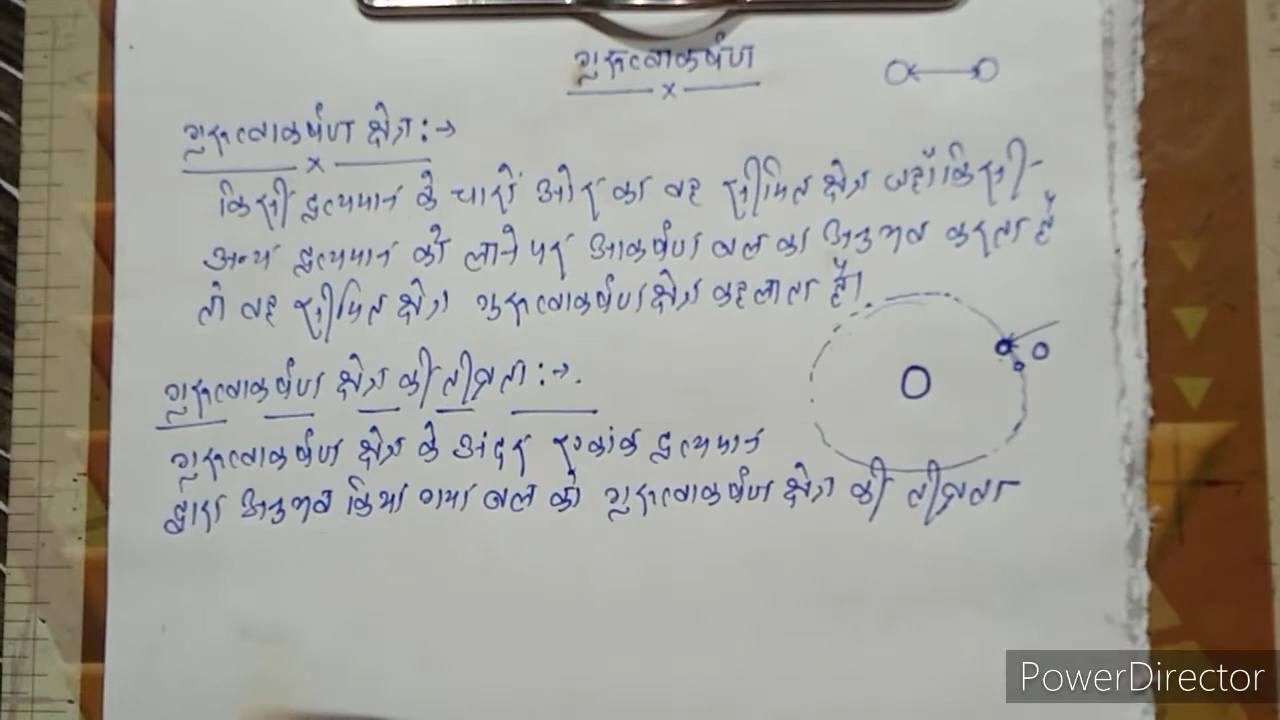 गुरुत्वाकर्षण
गुरुत्वाकर्षण क्षेत्र :→
किसी द्रव्यमान के चारों ओर का वह सीमित क्षेत्र जहाँ किसी
अन्य द्रव्यमान को लाने पर आकर्षण बल का अनुभव करता है
तो वह सीमित क्षेत्र गुरुत्वाकर्षण क्षेत्र कहलाता है।
गुरुत्वाकर्षण क्षेत्र की तीव्रता :→.
गुरुत्वाकर्षण क्षेत्र के अंदर एकांक द्रव्यमान
द्वारा अनुभव किया गया बल को गुरुत्वाकर्षण क्षेत्र की तीव्रता
PowerDirector